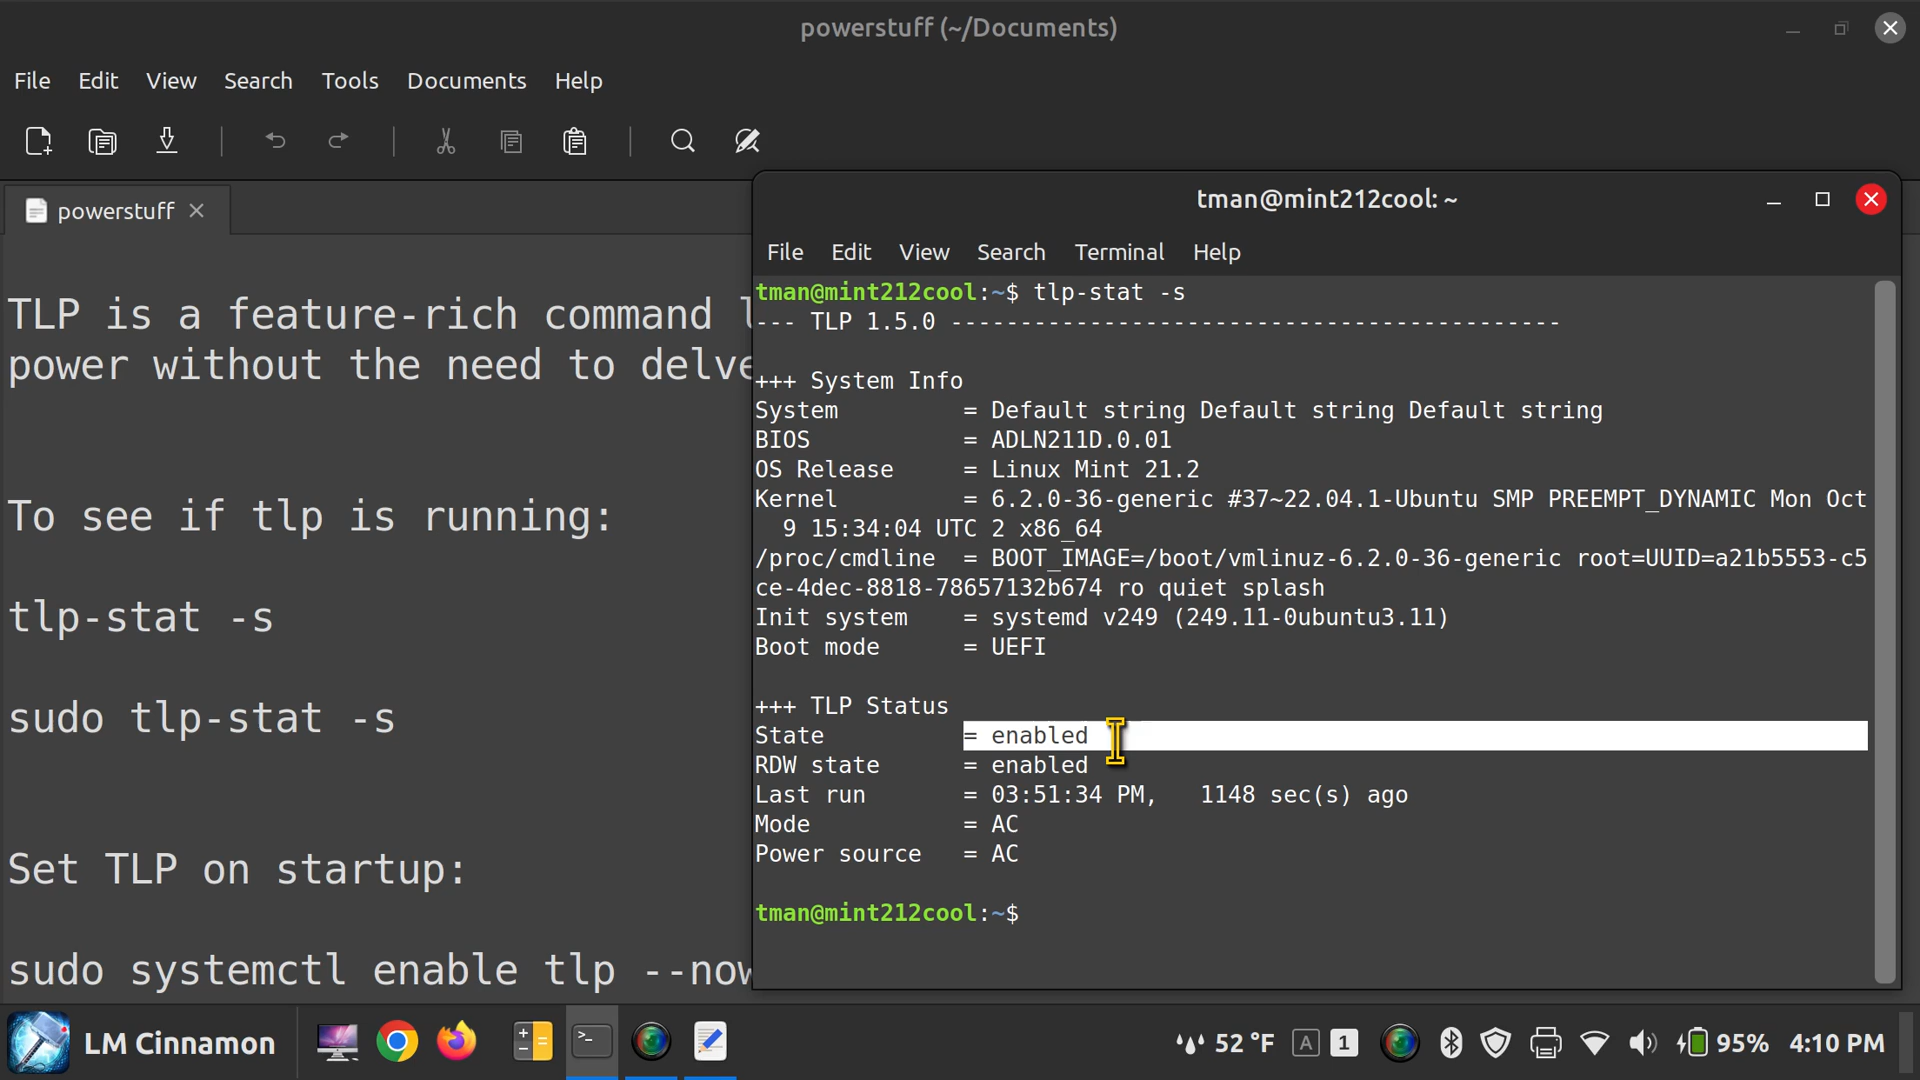 powerstuff (~/Documents)
File Edit View Search Tools Documents Help
powerstuff
TLP is a feature-rich command
power without the need to delve
To see if tlp is running:
tlp-stat -s
sudo tlp-stat -s
Set TLP on startup:
sudo systemctl enable tlp --now
tman@mint212cool: ~
File Edit View Search Terminal Help
tman@mint212cool:~$ tlp-stat -s
--- TLP 1.5.0 --------------------------------------------
+++ System Info
System         = Default string Default string Default string
BIOS           = ADLN211D.0.01
OS Release     = Linux Mint 21.2
Kernel         = 6.2.0-36-generic #37~22.04.1-Ubuntu SMP PREEMPT_DYNAMIC Mon Oct
  9 15:34:04 UTC 2 x86_64
/proc/cmdline  = BOOT_IMAGE=/boot/vmlinuz-6.2.0-36-generic root=UUID=a21b5553-c5
ce-4dec-8818-78657132b674 ro quiet splash
Init system    = systemd v249 (249.11-0ubuntu3.11)
Boot mode      = UEFI
+++ TLP Status
State          = enabled
RDW state      = enabled
Last run       = 03:51:34 PM,   1148 sec(s) ago
Mode           = AC
Power source   = AC
tman@mint212cool:~$
LM Cinnamon
52 °F A 1 95% 4:10 PM